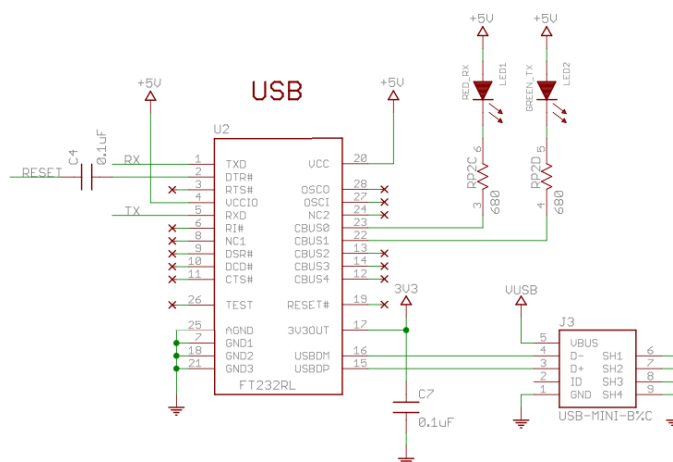 +5V
+5V
RED_RX
LED1
GREEN_TX
LED2
+5V
USB
+5V
U2
C4
0.1uF
RX
RESET
TX
1 TXD VCC 20
2 DTR#
3 RTS# OSCO 28
4 VCCIO OSCI 27
5 RXD NC2 24
6 RI# CBUS0 23
8 NC1 CBUS1 22
9 DSR# CBUS2 13
10 DCD# CBUS3 14
11 CTS# CBUS4 12
26 TEST RESET# 19
25 AGND 3V3OUT 17
7 GND1
18 GND2 USBDM 16
21 GND3 USBDP 15
FT232RL
6
RP2C
3
680
5
RP2D
4
680
3V3
C7
0.1uF
VUSB
J3
5 VBUS
4 D- SH1 6
3 D+ SH2 7
2 ID SH3 8
1 GND SH4 9
USB-MINI-B%C